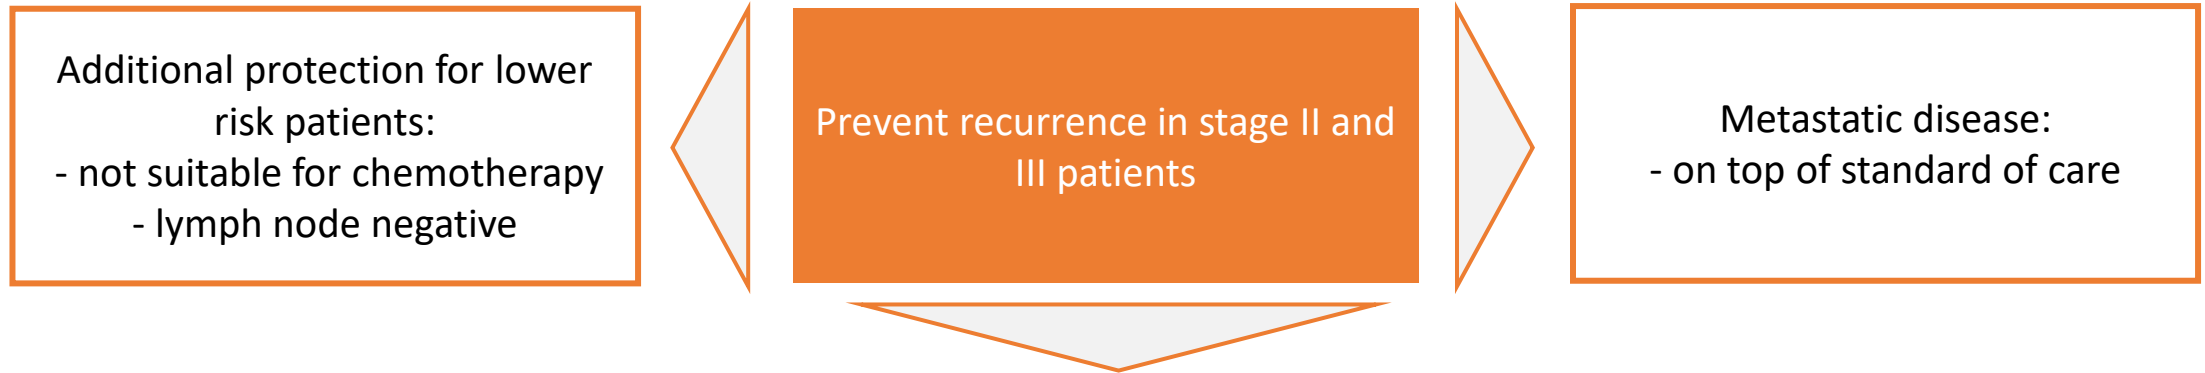 Additional protection for lower
risk patients:
- not suitable for chemotherapy
- lymph node negative
Prevent recurrence in stage II and
III patients
Metastatic disease:
- on top of standard of care